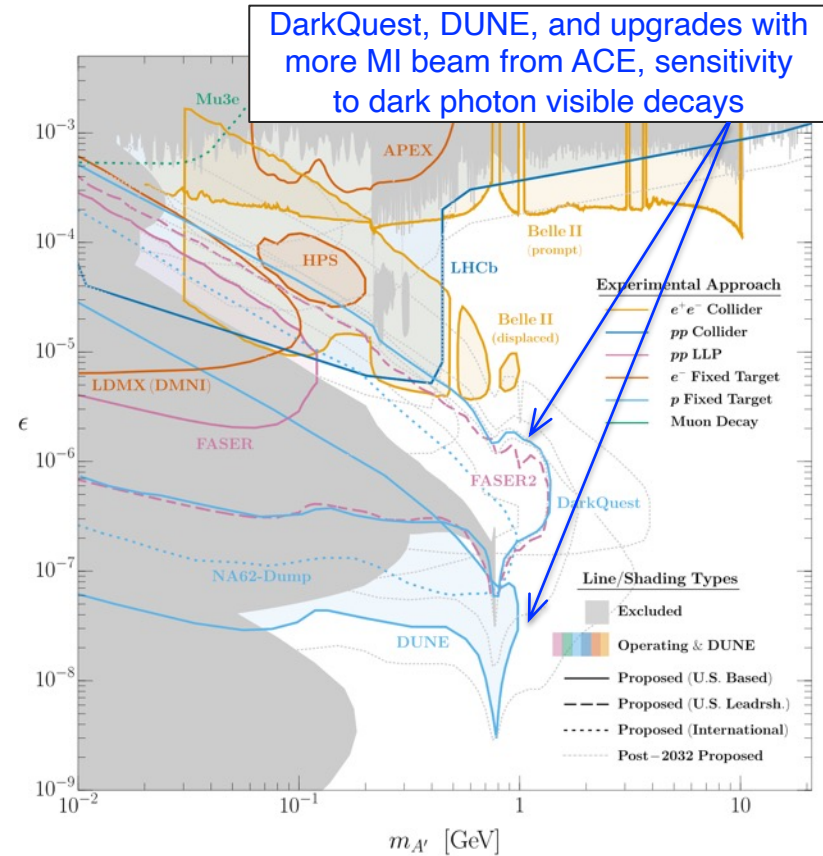 DarkQuest, DUNE, and upgrades with
more MI beam from ACE, sensitivity
to dark photon visible decays
Mu3e
10⁻³
APEX
10⁻⁴
HPS
LHCb
Belle II
(prompt)
Experimental Approach
e⁺e⁻ Collider
pp Collider
pp LLP
e⁻ Fixed Target
p Fixed Target
Muon Decay
Belle II
(displaced)
10⁻⁵
LDMX (DMNI)
FASER
ϵ
10⁻⁶
FASER2
DarkQuest
10⁻⁷
NA62-Dump
Line/Shading Types
Excluded
Operating & DUNE
Proposed (U.S. Based)
Proposed (U.S. Leadrsh.)
Proposed (International)
Post−2032 Proposed
DUNE
10⁻⁸
10⁻⁹
10⁻² 10⁻¹ 1 10
m_A′ [GeV]